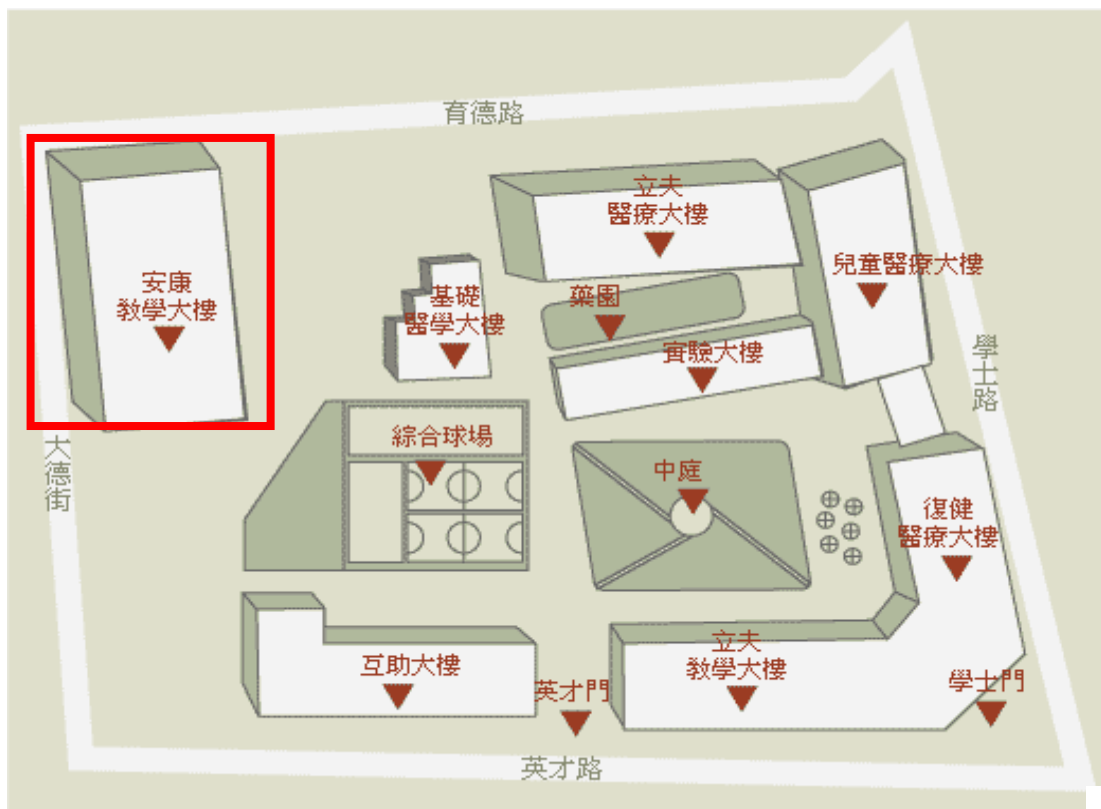 育德路
立夫
醫療大樓
安康
教學大樓
兒童醫療大樓
基礎
醫學大樓
藥園
實驗大樓
學士路
綜合球場
大德街
中庭
復健
醫療大樓
互助大樓
立夫
教學大樓
英才門
學士門
英才路